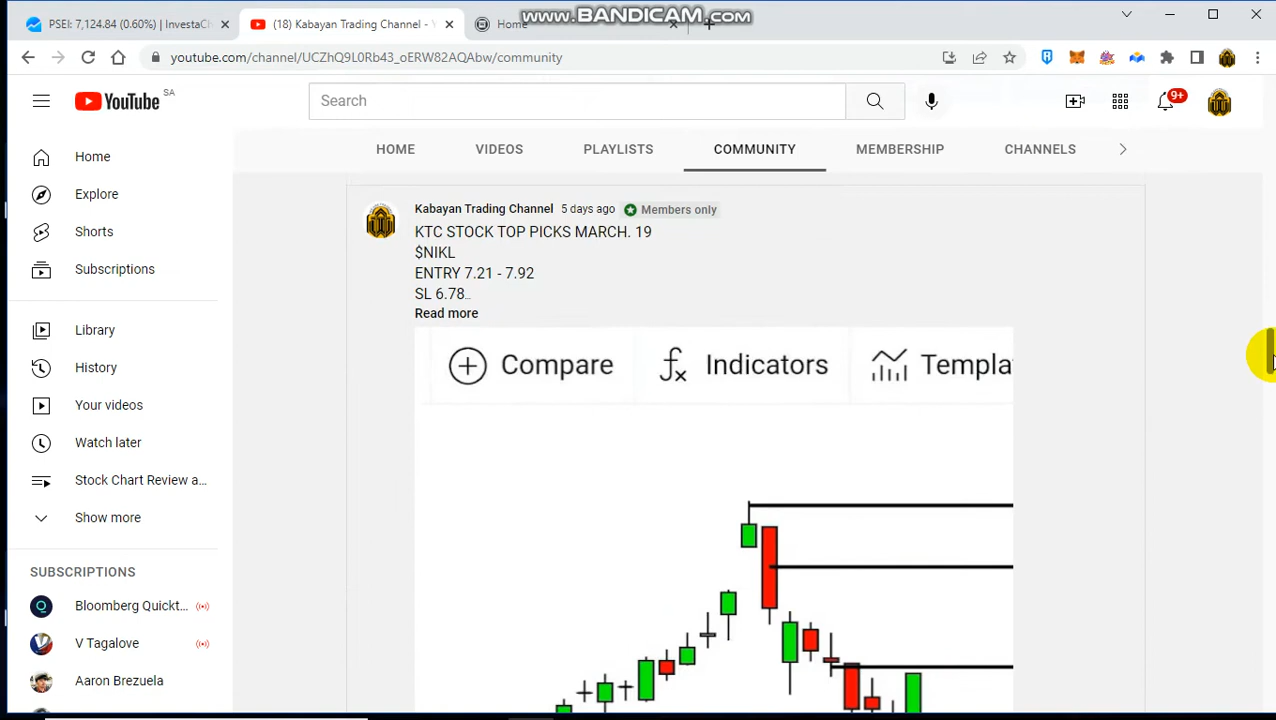 www.BANDICAM.com
PSEI: 7,124.84 (0.60%) | InvestaC
(18) Kabayan Trading Channel -
Home
youtube.com/channel/UCZhQ9L0Rb43_oERW82AQAbw/community
YouTube
SA
Search
9+
HOME
VIDEOS
PLAYLISTS
COMMUNITY
MEMBERSHIP
CHANNELS
Home
Explore
Shorts
Subscriptions
Library
History
Your videos
Watch later
Stock Chart Review a...
Show more
SUBSCRIPTIONS
Bloomberg Quickt...
V Tagalove
Aaron Brezuela
Kabayan Trading Channel 5 days ago Members only
KTC STOCK TOP PICKS MARCH. 19
$NIKL
ENTRY 7.21 - 7.92
SL 6.78...
Read more
Compare
Indicators
Templa